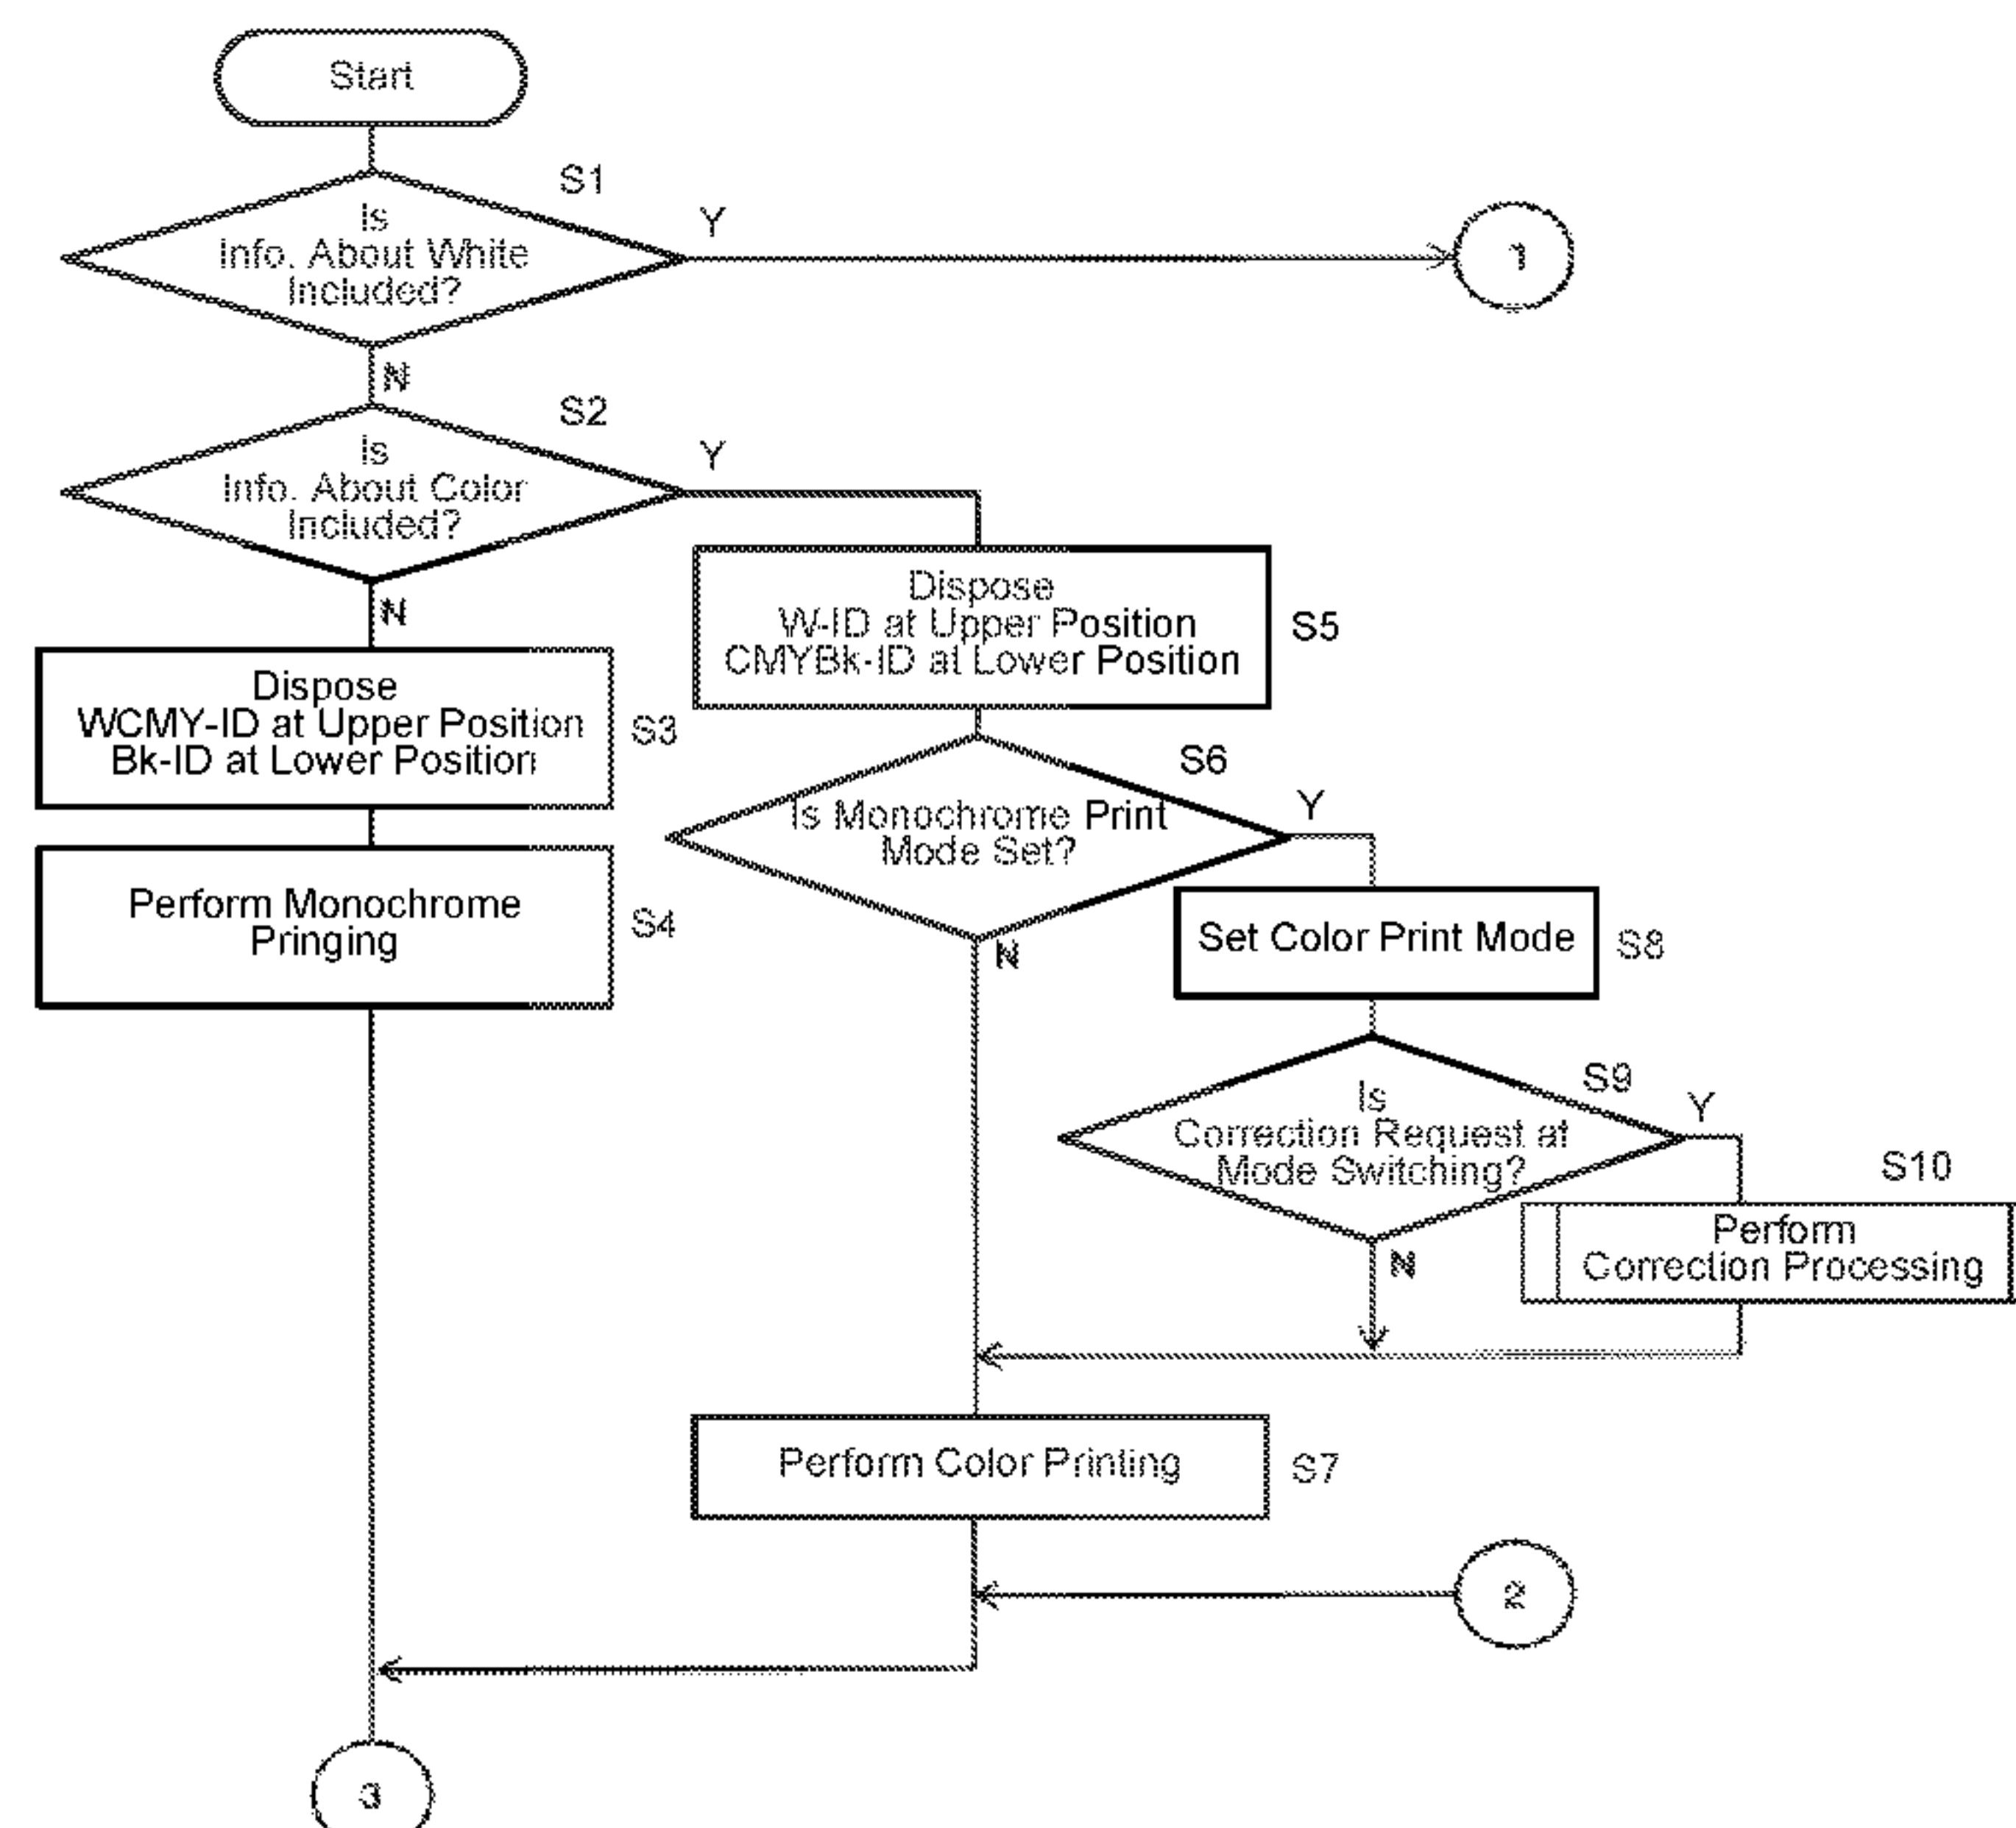 Start
S1
Is
Info. About White
Included?
Y
1
N
S2
Is
Info. About Color
Included?
Y
N
Dispose
W-ID at Upper Position
CMYBk-ID at Lower Position
S5
Dispose
WCMY-ID at Upper Position
Bk-ID at Lower Position
S3
S6
Is Monochrome Print
Mode Set?
Y
N
Perform Monochrome
Pringing
S4
Set Color Print Mode
S8
S9
Is
Correction Request at
Mode Switching?
Y
N
S10
Perform
Correction Processing
Perform Color Printing
S7
2
3